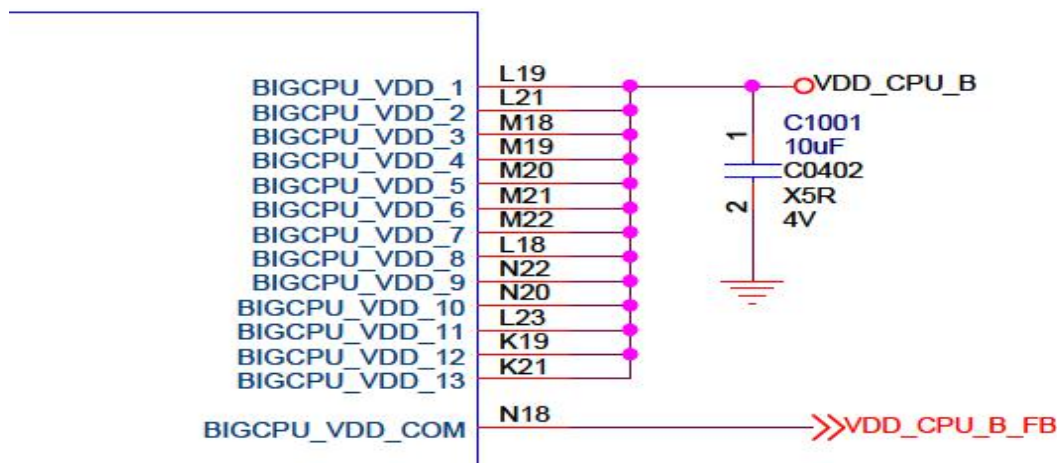 BIGCPU_VDD_1 L19 VDD_CPU_B
BIGCPU_VDD_2 L21
BIGCPU_VDD_3 M18
BIGCPU_VDD_4 M19
BIGCPU_VDD_5 M20
BIGCPU_VDD_6 M21
BIGCPU_VDD_7 M22
BIGCPU_VDD_8 L18
BIGCPU_VDD_9 N22
BIGCPU_VDD_10 N20
BIGCPU_VDD_11 L23
BIGCPU_VDD_12 K19
BIGCPU_VDD_13 K21
1
2
C1001
10uF
C0402
X5R
4V
BIGCPU_VDD_COM N18 VDD_CPU_B_FB